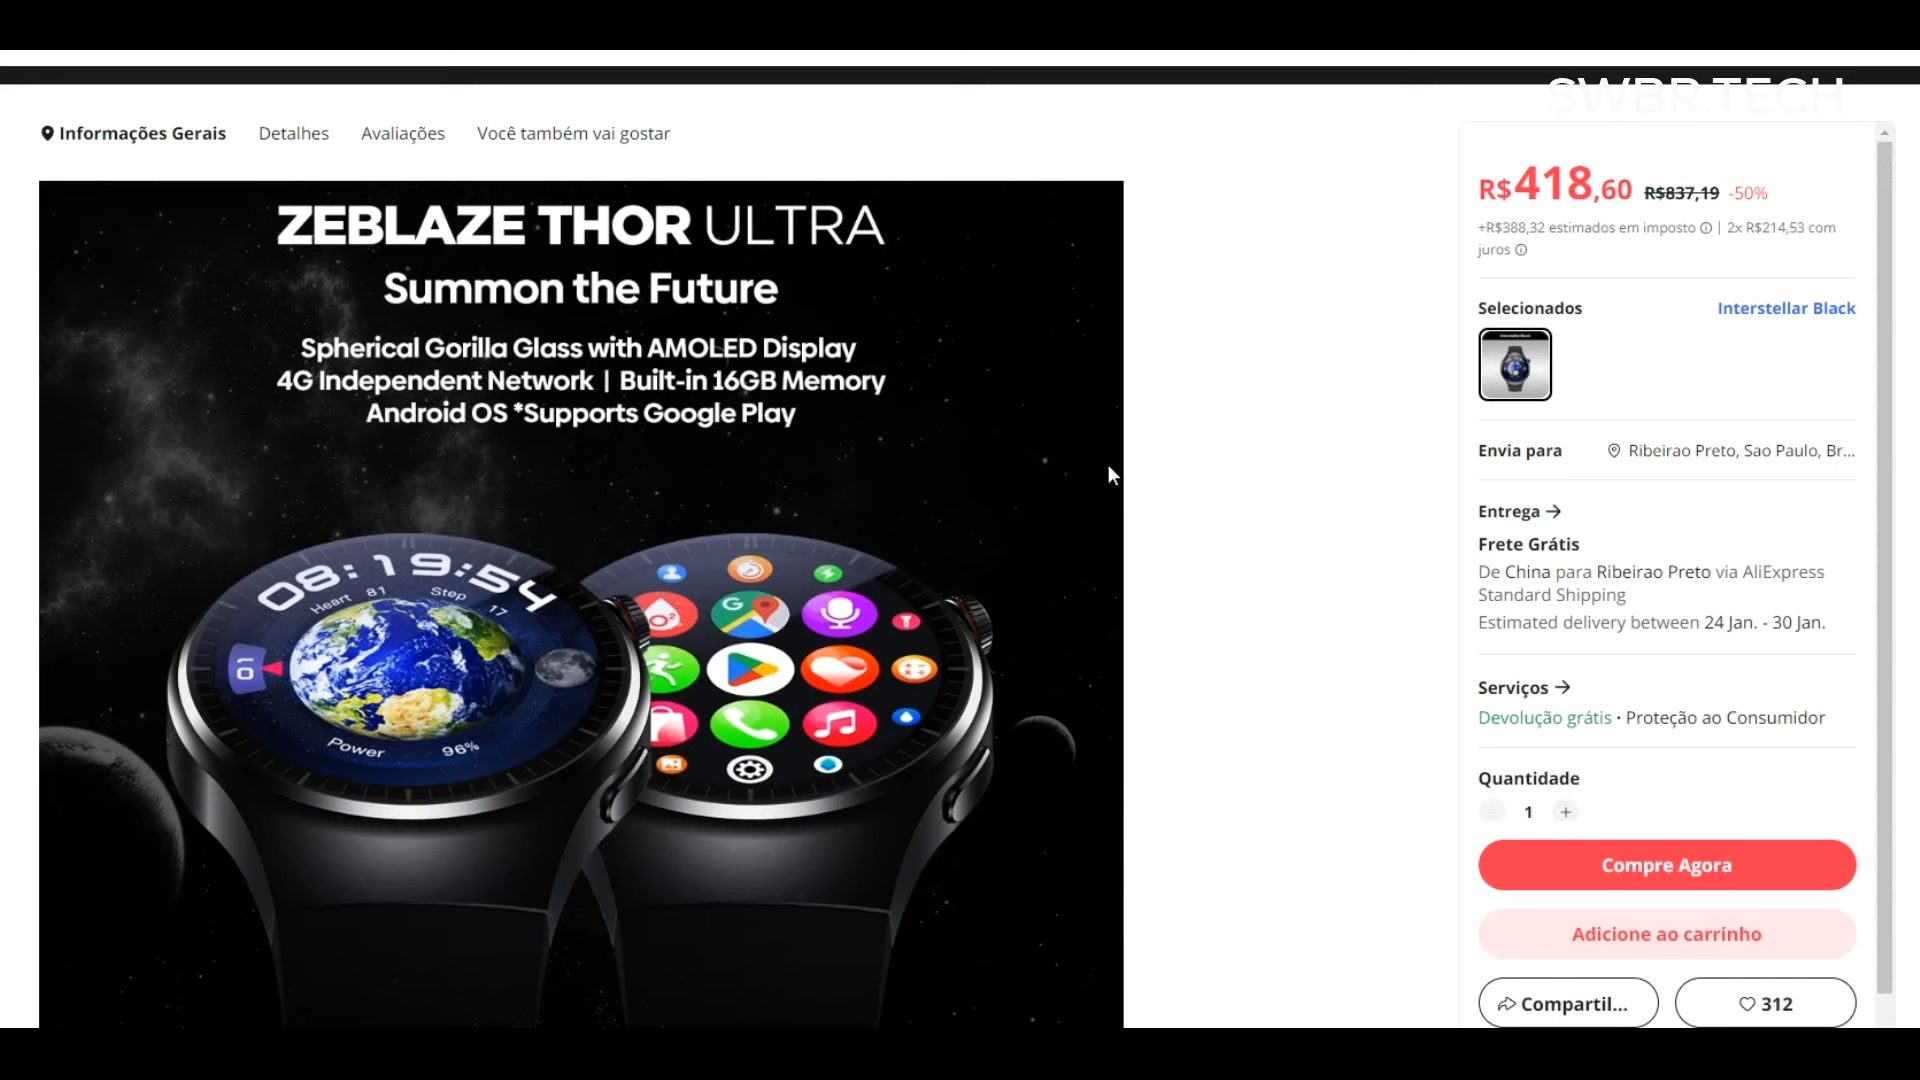 SWBR.TECH
Informações Gerais
Detalhes
Avaliações
Você também vai gostar
ZEBLAZE THOR ULTRA
Summon the Future
Spherical Gorilla Glass with AMOLED Display
4G Independent Network | Built-in 16GB Memory
Android OS *Supports Google Play
08:19:54
Heart 81 Step 17
01
Power 96%
R$418,60 R$837,19 -50%
+R$388,32 estimados em imposto | 2x R$214,53 com
juros
Selecionados Interstellar Black
Envia para Ribeirao Preto, Sao Paulo, Br...
Entrega
Frete Grátis
De China para Ribeirao Preto via AliExpress
Standard Shipping
Estimated delivery between 24 Jan. - 30 Jan.
Serviços
Devolução grátis · Proteção ao Consumidor
Quantidade
1
Compre Agora
Adicione ao carrinho
Compartil...
312